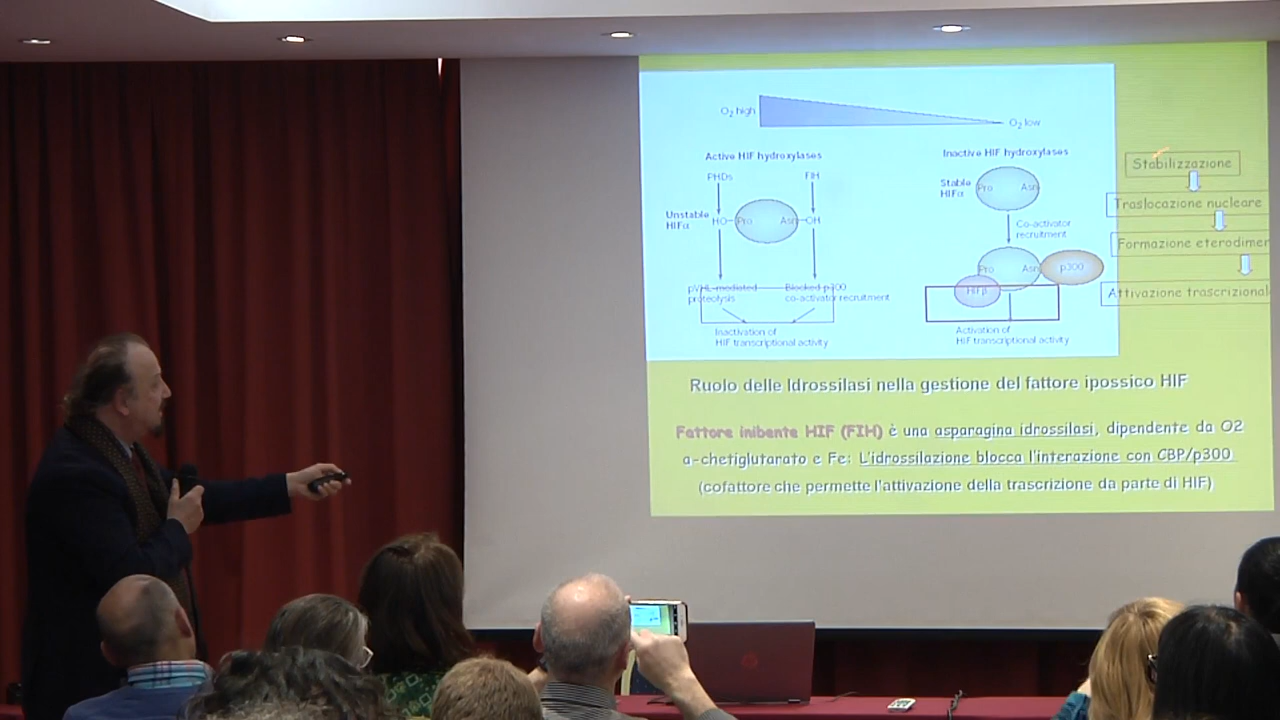 O2 high
O2 low
Active HIF hydroxylases
PHDs
FIH
Unstable
HIFα
HO
Pro
Asn
OH
pVHL-mediated
proteolysis
Blocked p300
co-activator recruitment
Inactivation of
HIF transcriptional activity
Inactive HIF hydroxylases
Stable
HIFα
Pro
Asn
Co-activator
recruitment
Pro
Asn
p300
HIFβ
Activation of
HIF transcriptional activity
Stabilizzazione
Traslocazione nucleare
Formazione eterodimer
Attivazione trascrizional
Ruolo delle Idrossilasi nella gestione del fattore ipossico HIF
Fattore inibente HIF (FIH) è una asparagina idrossilasi, dipendente da O2
a-chetiglutarato e Fe: L'idrossilazione blocca l'interazione con CBP/p300
(cofattore che permette l'attivazione della trascrizione da parte di HIF)